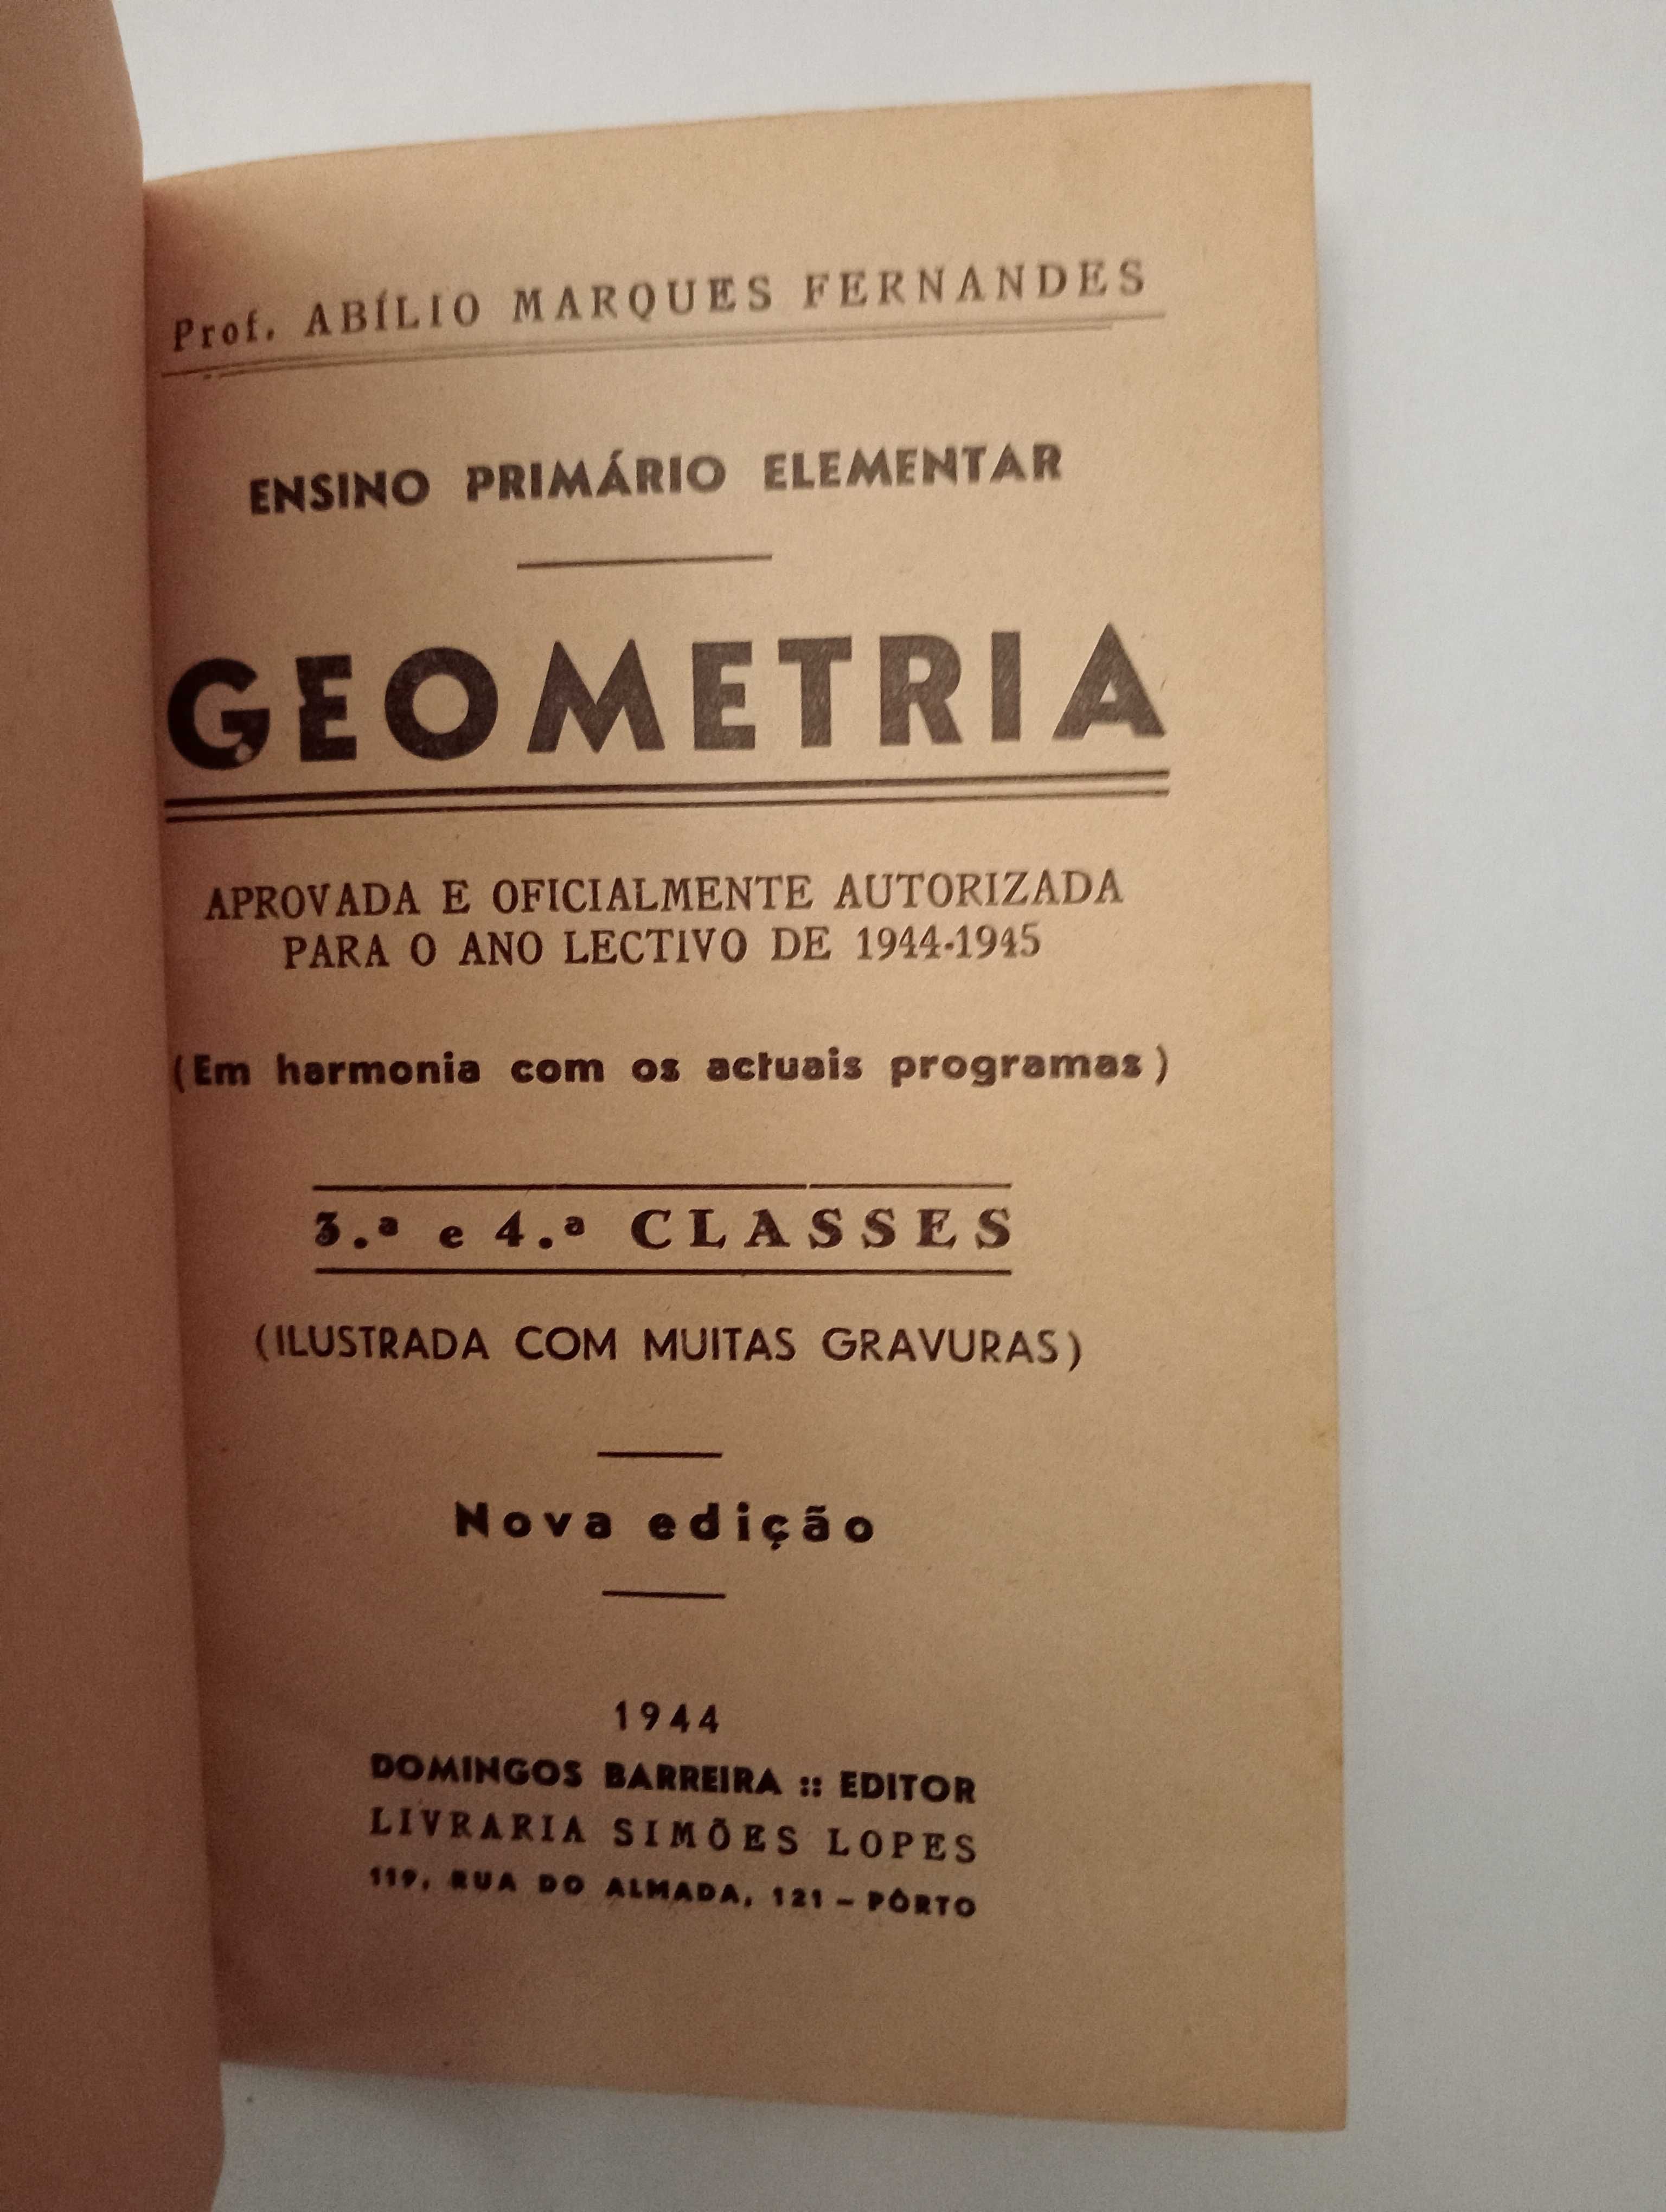 Prof. ABÍLIO MARQUES FERNANDES
ENSINO PRIMÁRIO ELEMENTAR
GEOMETRIA
APROVADA E OFICIALMENTE AUTORIZADA
PARA O ANO LECTIVO DE 1944-1945
(Em harmonia com os actuais programas)
3.ª e 4.ª CLASSES
(ILUSTRADA COM MUITAS GRAVURAS)
Nova edição
1944
DOMINGOS BARREIRA :: EDITOR
LIVRARIA SIMÕES LOPES
119, RUA DO ALMADA, 121 – PÔRTO